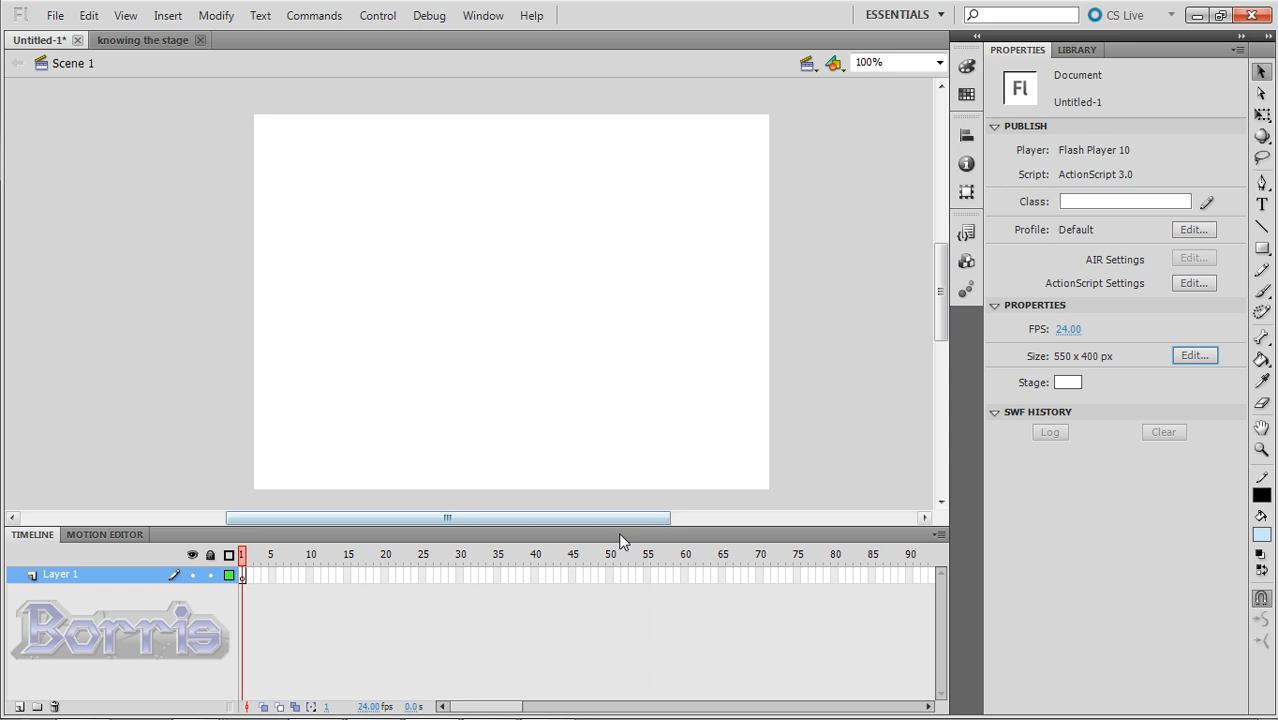 Fl File Edit View Insert Modify Text Commands Control Debug Window Help ESSENTIALS CS Live
Untitled-1* knowing the stage
Scene 1 100%
PROPERTIES LIBRARY
Fl Document
Untitled-1
PUBLISH
Player: Flash Player 10
Script: ActionScript 3.0
Class:
Profile: Default Edit...
AIR Settings Edit...
ActionScript Settings Edit...
PROPERTIES
FPS: 24.00
Size: 550 x 400 px Edit...
Stage:
SWF HISTORY
Log Clear
TIMELINE MOTION EDITOR
1 5 10 15 20 25 30 35 40 45 50 55 60 65 70 75 80 85 90
Layer 1
Borris
1 24.00 fps 0.0 s